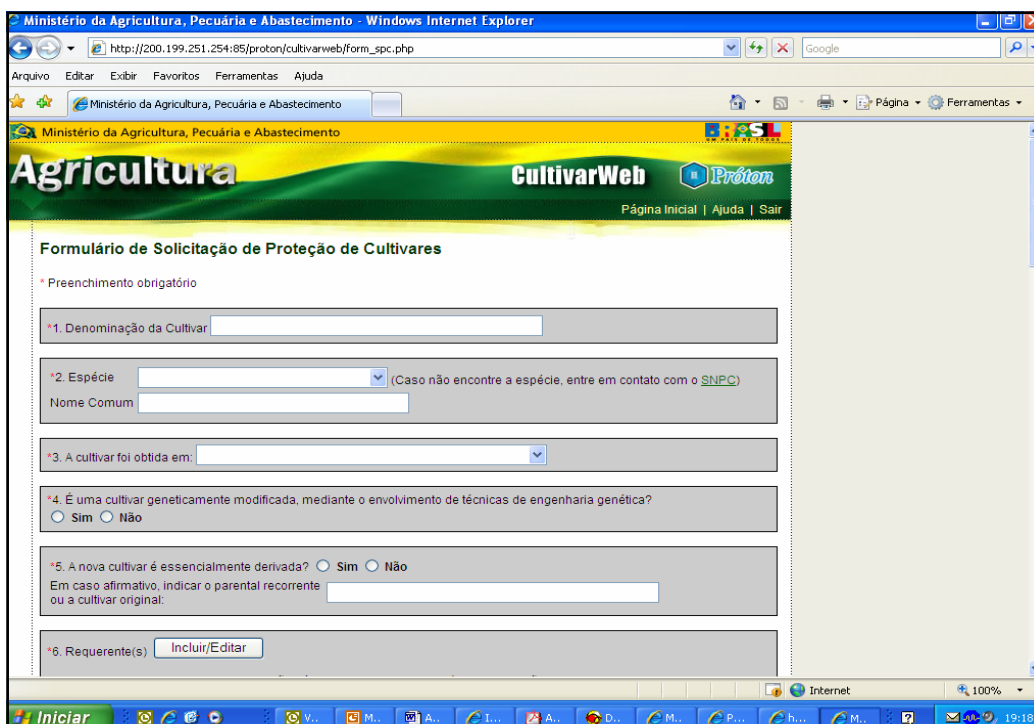 Ministério da Agricultura, Pecuária e Abastecimento - Windows Internet Explorer
http://200.199.251.254:85/proton/cultivarweb/form_spc.php
Google
Arquivo Editar Exibir Favoritos Ferramentas Ajuda
Ministério da Agricultura, Pecuária e Abastecimento
Página Ferramentas
Ministério da Agricultura, Pecuária e Abastecimento
BRASIL
UM PAÍS DE TODOS
Agricultura
CultivarWeb
Próton
Página Inicial | Ajuda | Sair
Formulário de Solicitação de Proteção de Cultivares
* Preenchimento obrigatório
*1. Denominação da Cultivar
*2. Espécie (Caso não encontre a espécie, entre em contato com o SNPC)
Nome Comum
*3. A cultivar foi obtida em:
*4. É uma cultivar geneticamente modificada, mediante o envolvimento de técnicas de engenharia genética?
Sim Não
*5. A nova cultivar é essencialmente derivada? Sim Não
Em caso afirmativo, indicar o parental recorrente
ou a cultivar original:
*6. Requerente(s) Incluir/Editar
Internet 100%
Iniciar V... M... A... I... A... D... M... P... h... M... 19:18